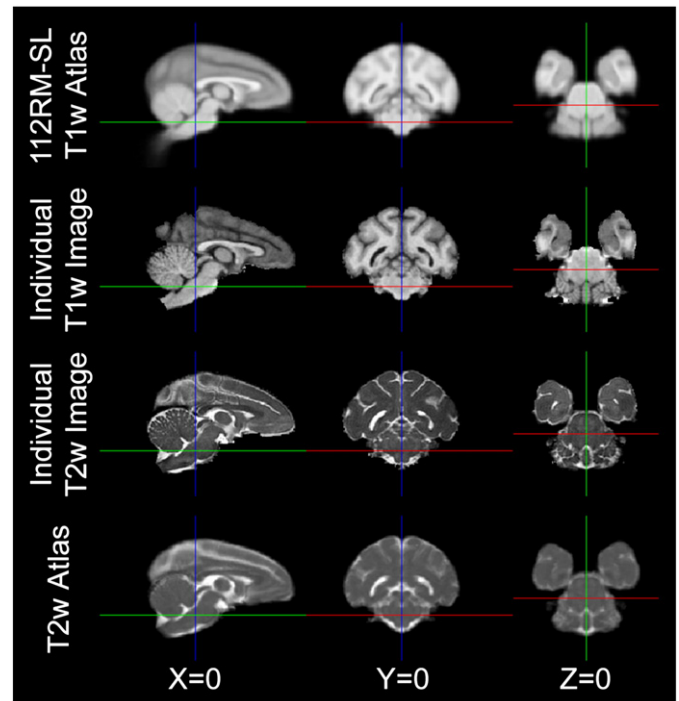 112RM-SL
T1w Atlas
Individual
T1w Image
Individual
T2w Image
T2w Atlas
X=0
Y=0
Z=0